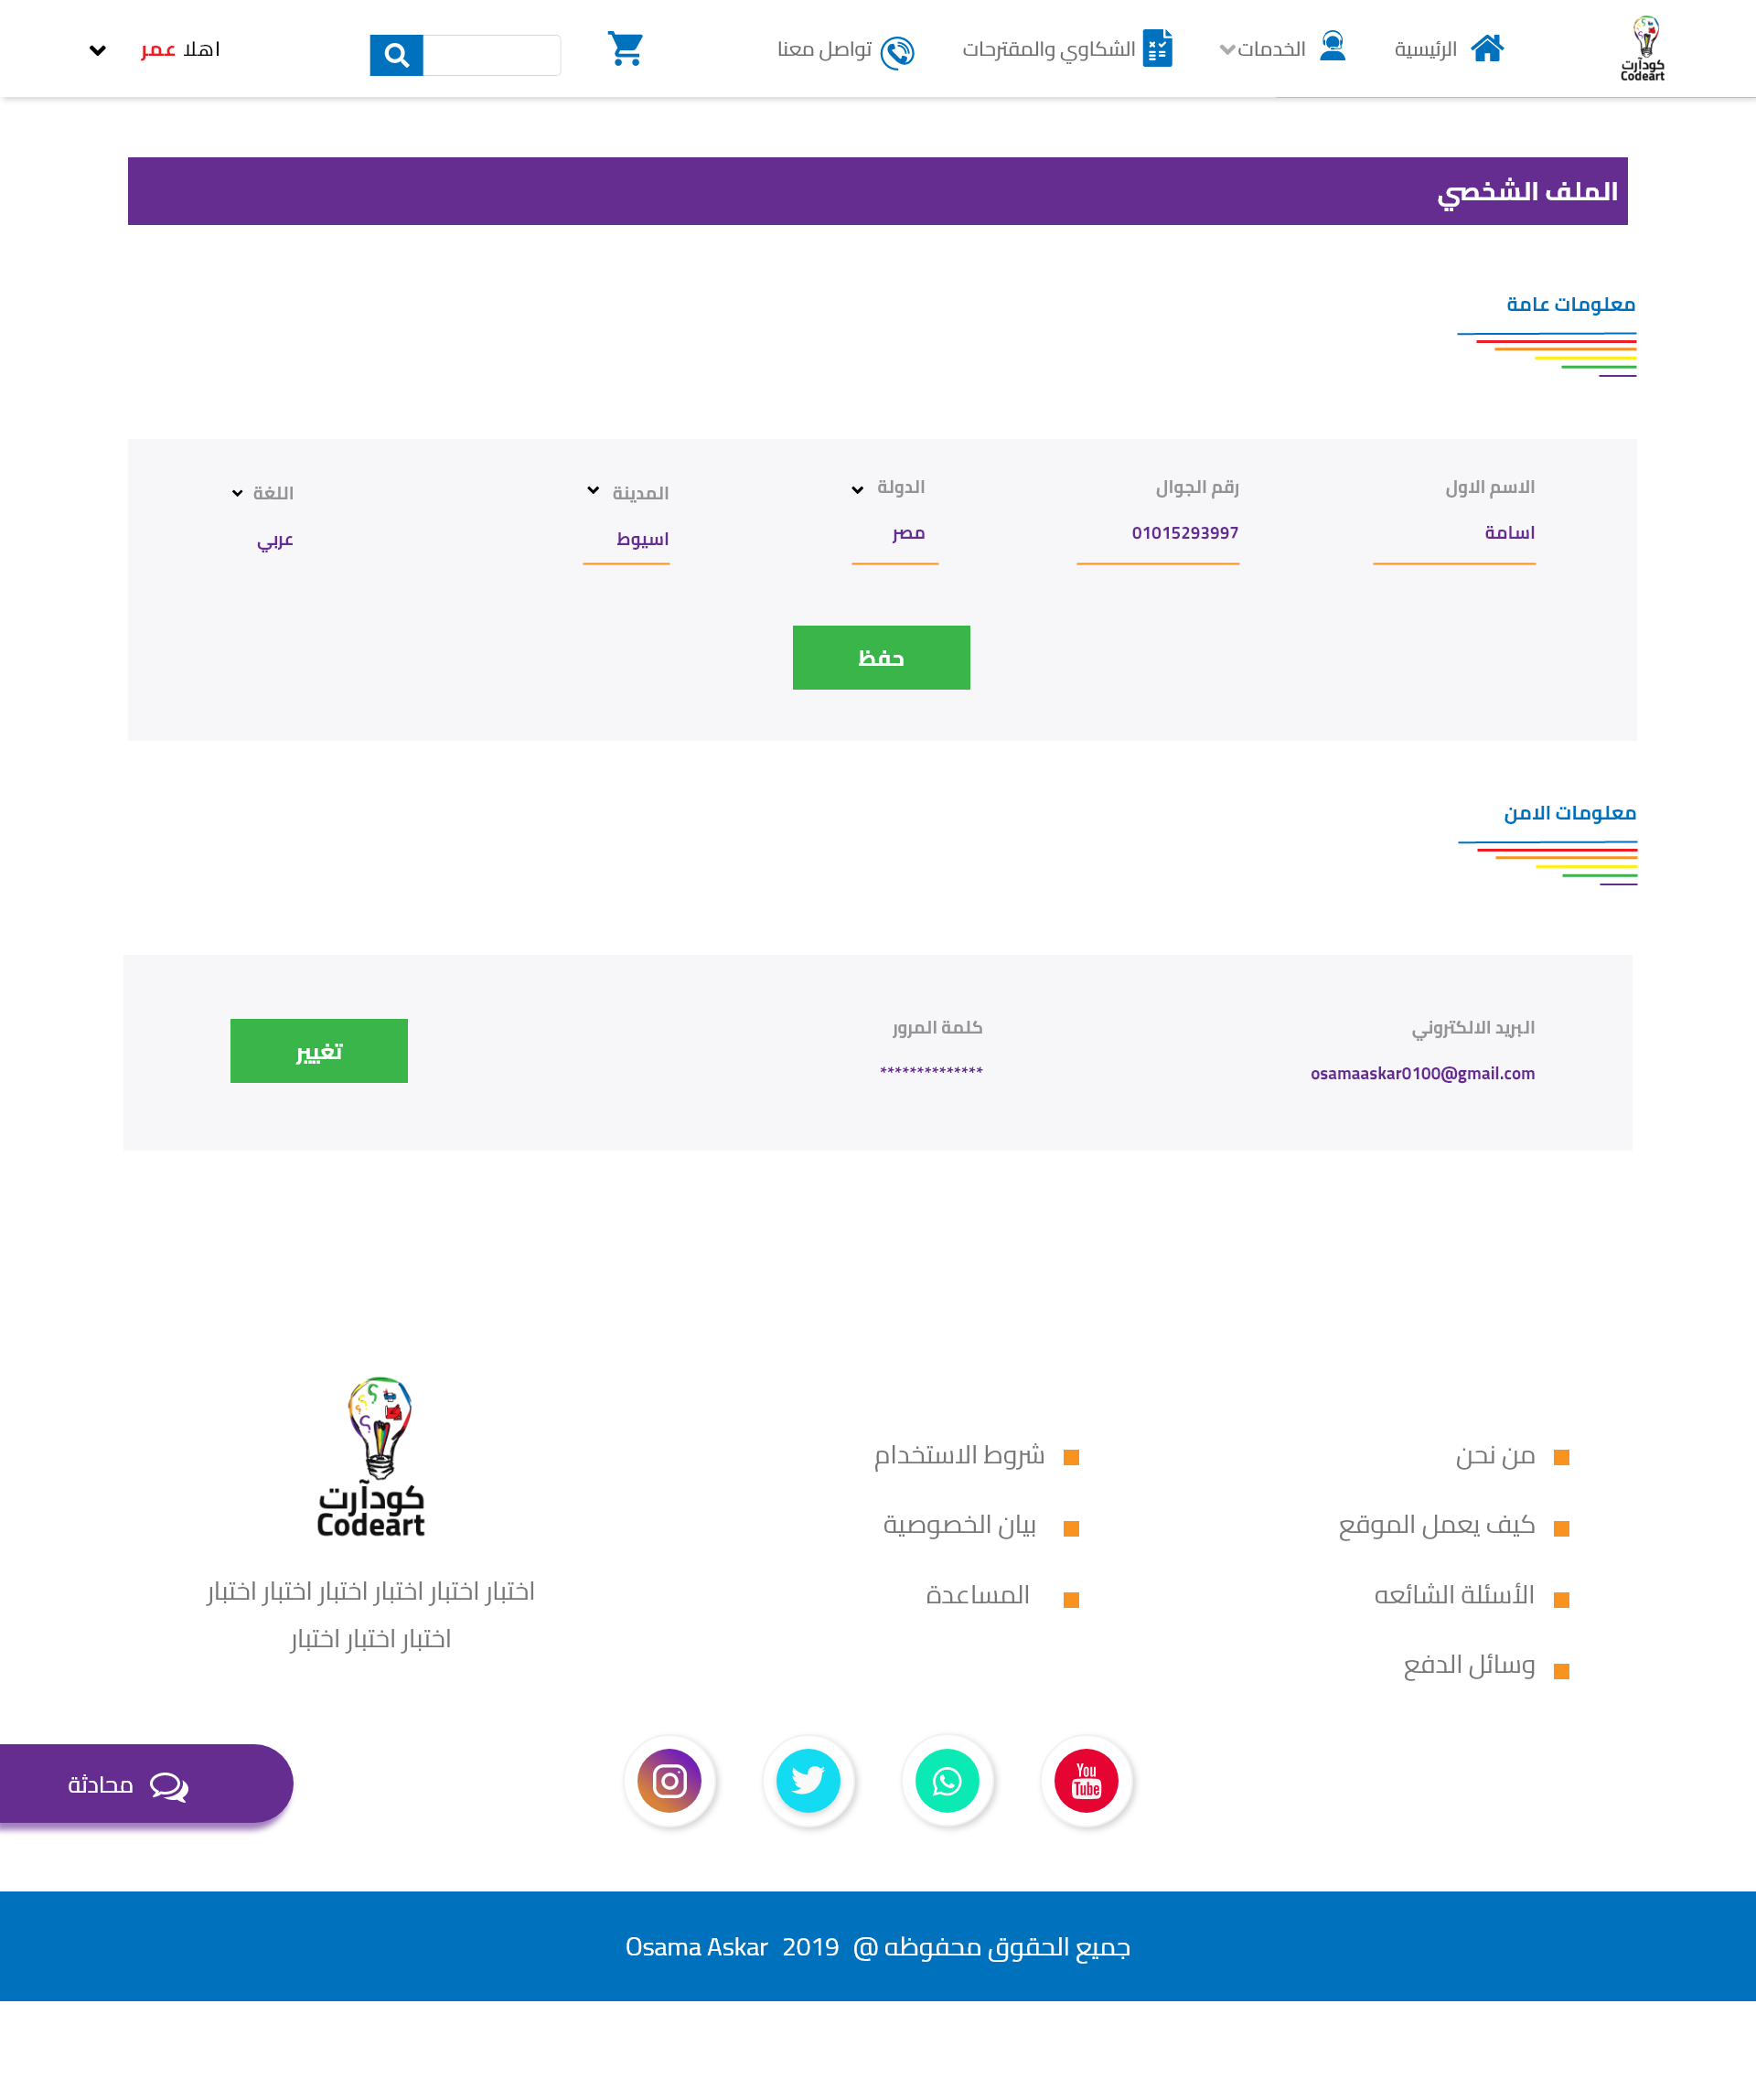 كودآرت
Codeart
الرئيسية
الخدمات
الشكاوي والمقترحات
تواصل معنا
اهلا عمر
الملف الشخصي
معلومات عامة
الاسم الاول
اسامة
رقم الجوال
01015293997
الدولة
مصر
المدينة
اسيوط
اللغة
عربي
حفظ
معلومات الامن
البريد الالكتروني
osamaaskar0100@gmail.com
كلمة المرور
**************
تغيير
من نحن
كيف يعمل الموقع
الأسئلة الشائعه
وسائل الدفع
شروط الاستخدام
بيان الخصوصية
المساعدة
كودآرت
Codeart
اختبار اختبار اختبار اختبار اختبار اختبار
اختبار اختبار اختبار
You
Tube
محادثة
جميع الحقوق محفوظه @ 2019 Osama Askar